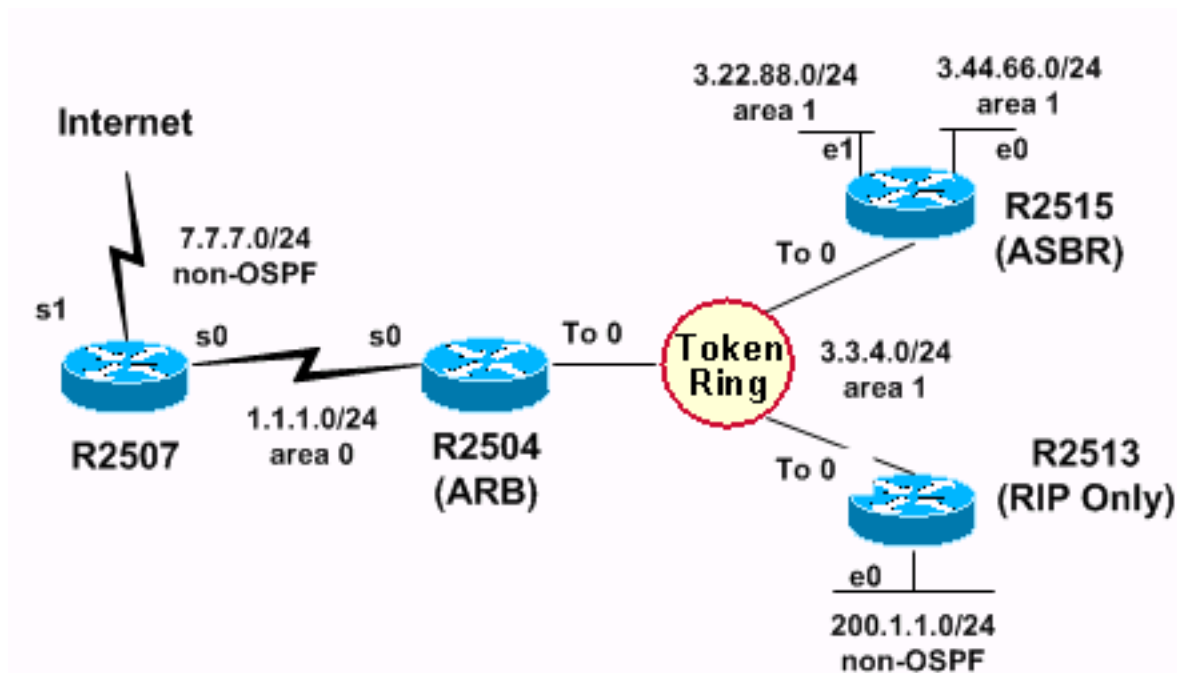 Internet
7.7.7.0/24
non-OSPF
s1
s0
R2507
1.1.1.0/24
area 0
s0
R2504
(ARB)
To 0
Token
Ring
3.3.4.0/24
area 1
3.22.88.0/24
area 1
e1
3.44.66.0/24
area 1
e0
R2515
(ASBR)
To 0
To 0
R2513
(RIP Only)
e0
200.1.1.0/24
non-OSPF